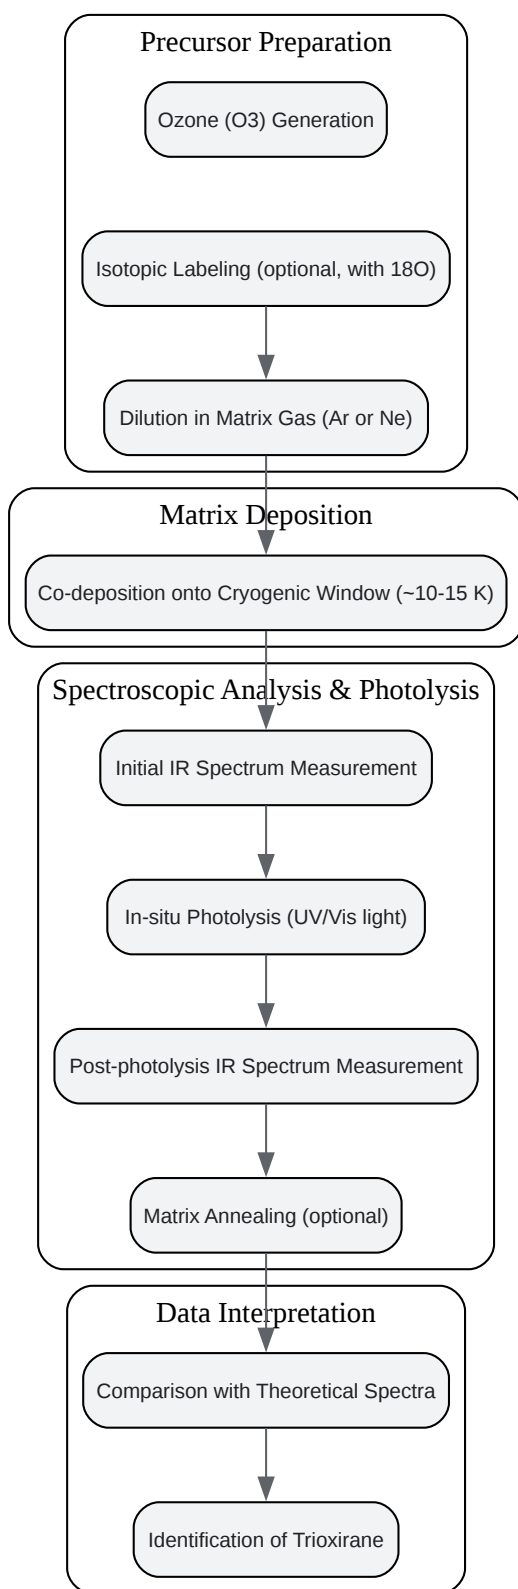 Precursor Preparation
Ozone (O3) Generation
Isotopic Labeling (optional, with 18O)
Dilution in Matrix Gas (Ar or Ne)
Matrix Deposition
Co-deposition onto Cryogenic Window (~10-15 K)
Spectroscopic Analysis & Photolysis
Initial IR Spectrum Measurement
In-situ Photolysis (UV/Vis light)
Post-photolysis IR Spectrum Measurement
Matrix Annealing (optional)
Data Interpretation
Comparison with Theoretical Spectra
Identification of Trioxirane